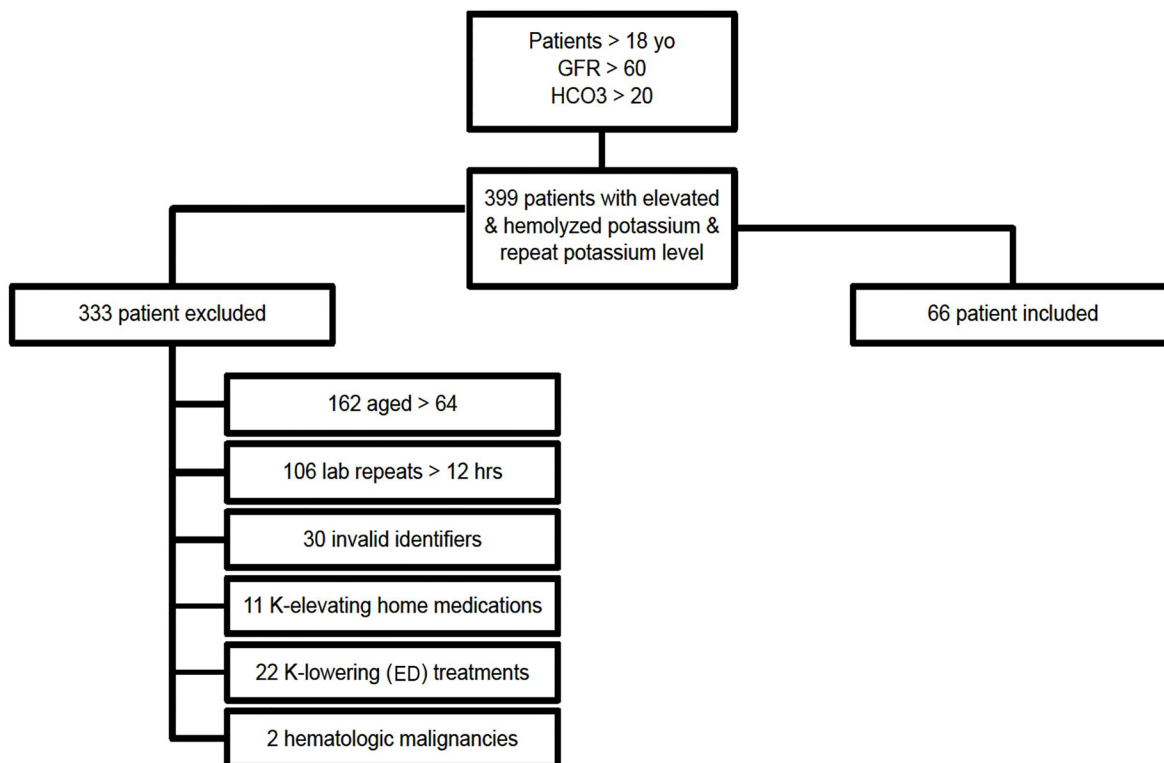 Patients > 18 yo
GFR > 60
HCO3 > 20
399 patients with elevated
& hemolyzed potassium &
repeat potassium level
333 patient excluded
66 patient included
162 aged > 64
106 lab repeats > 12 hrs
30 invalid identifiers
11 K-elevating home medications
22 K-lowering (ED) treatments
2 hematologic malignancies